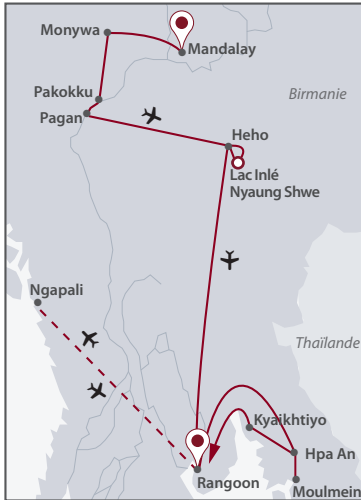 Monywa
Mandalay
Birmanie
Pakokku
Pagan
Heho
Lac Inlé
Nyaung Shwe
Ngapali
Thaïlande
Kyaikhtiyo
Hpa An
Rangoon
Moulmein